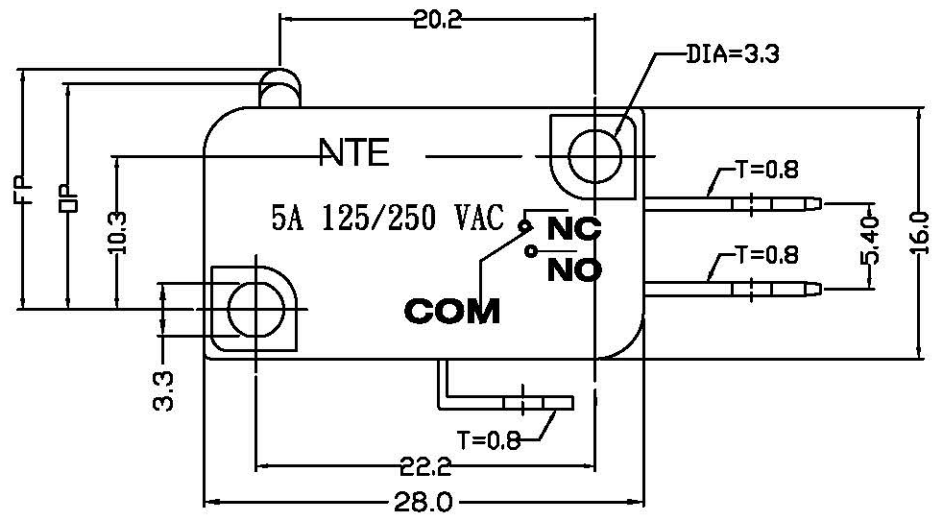 20.2
DIA=3.3
NTE
T=0.8
FP
OP
10.3
5A 125/250 VAC
NC
5.40
16.0
NO
T=0.8
COM
3.3
T=0.8
22.2
28.0